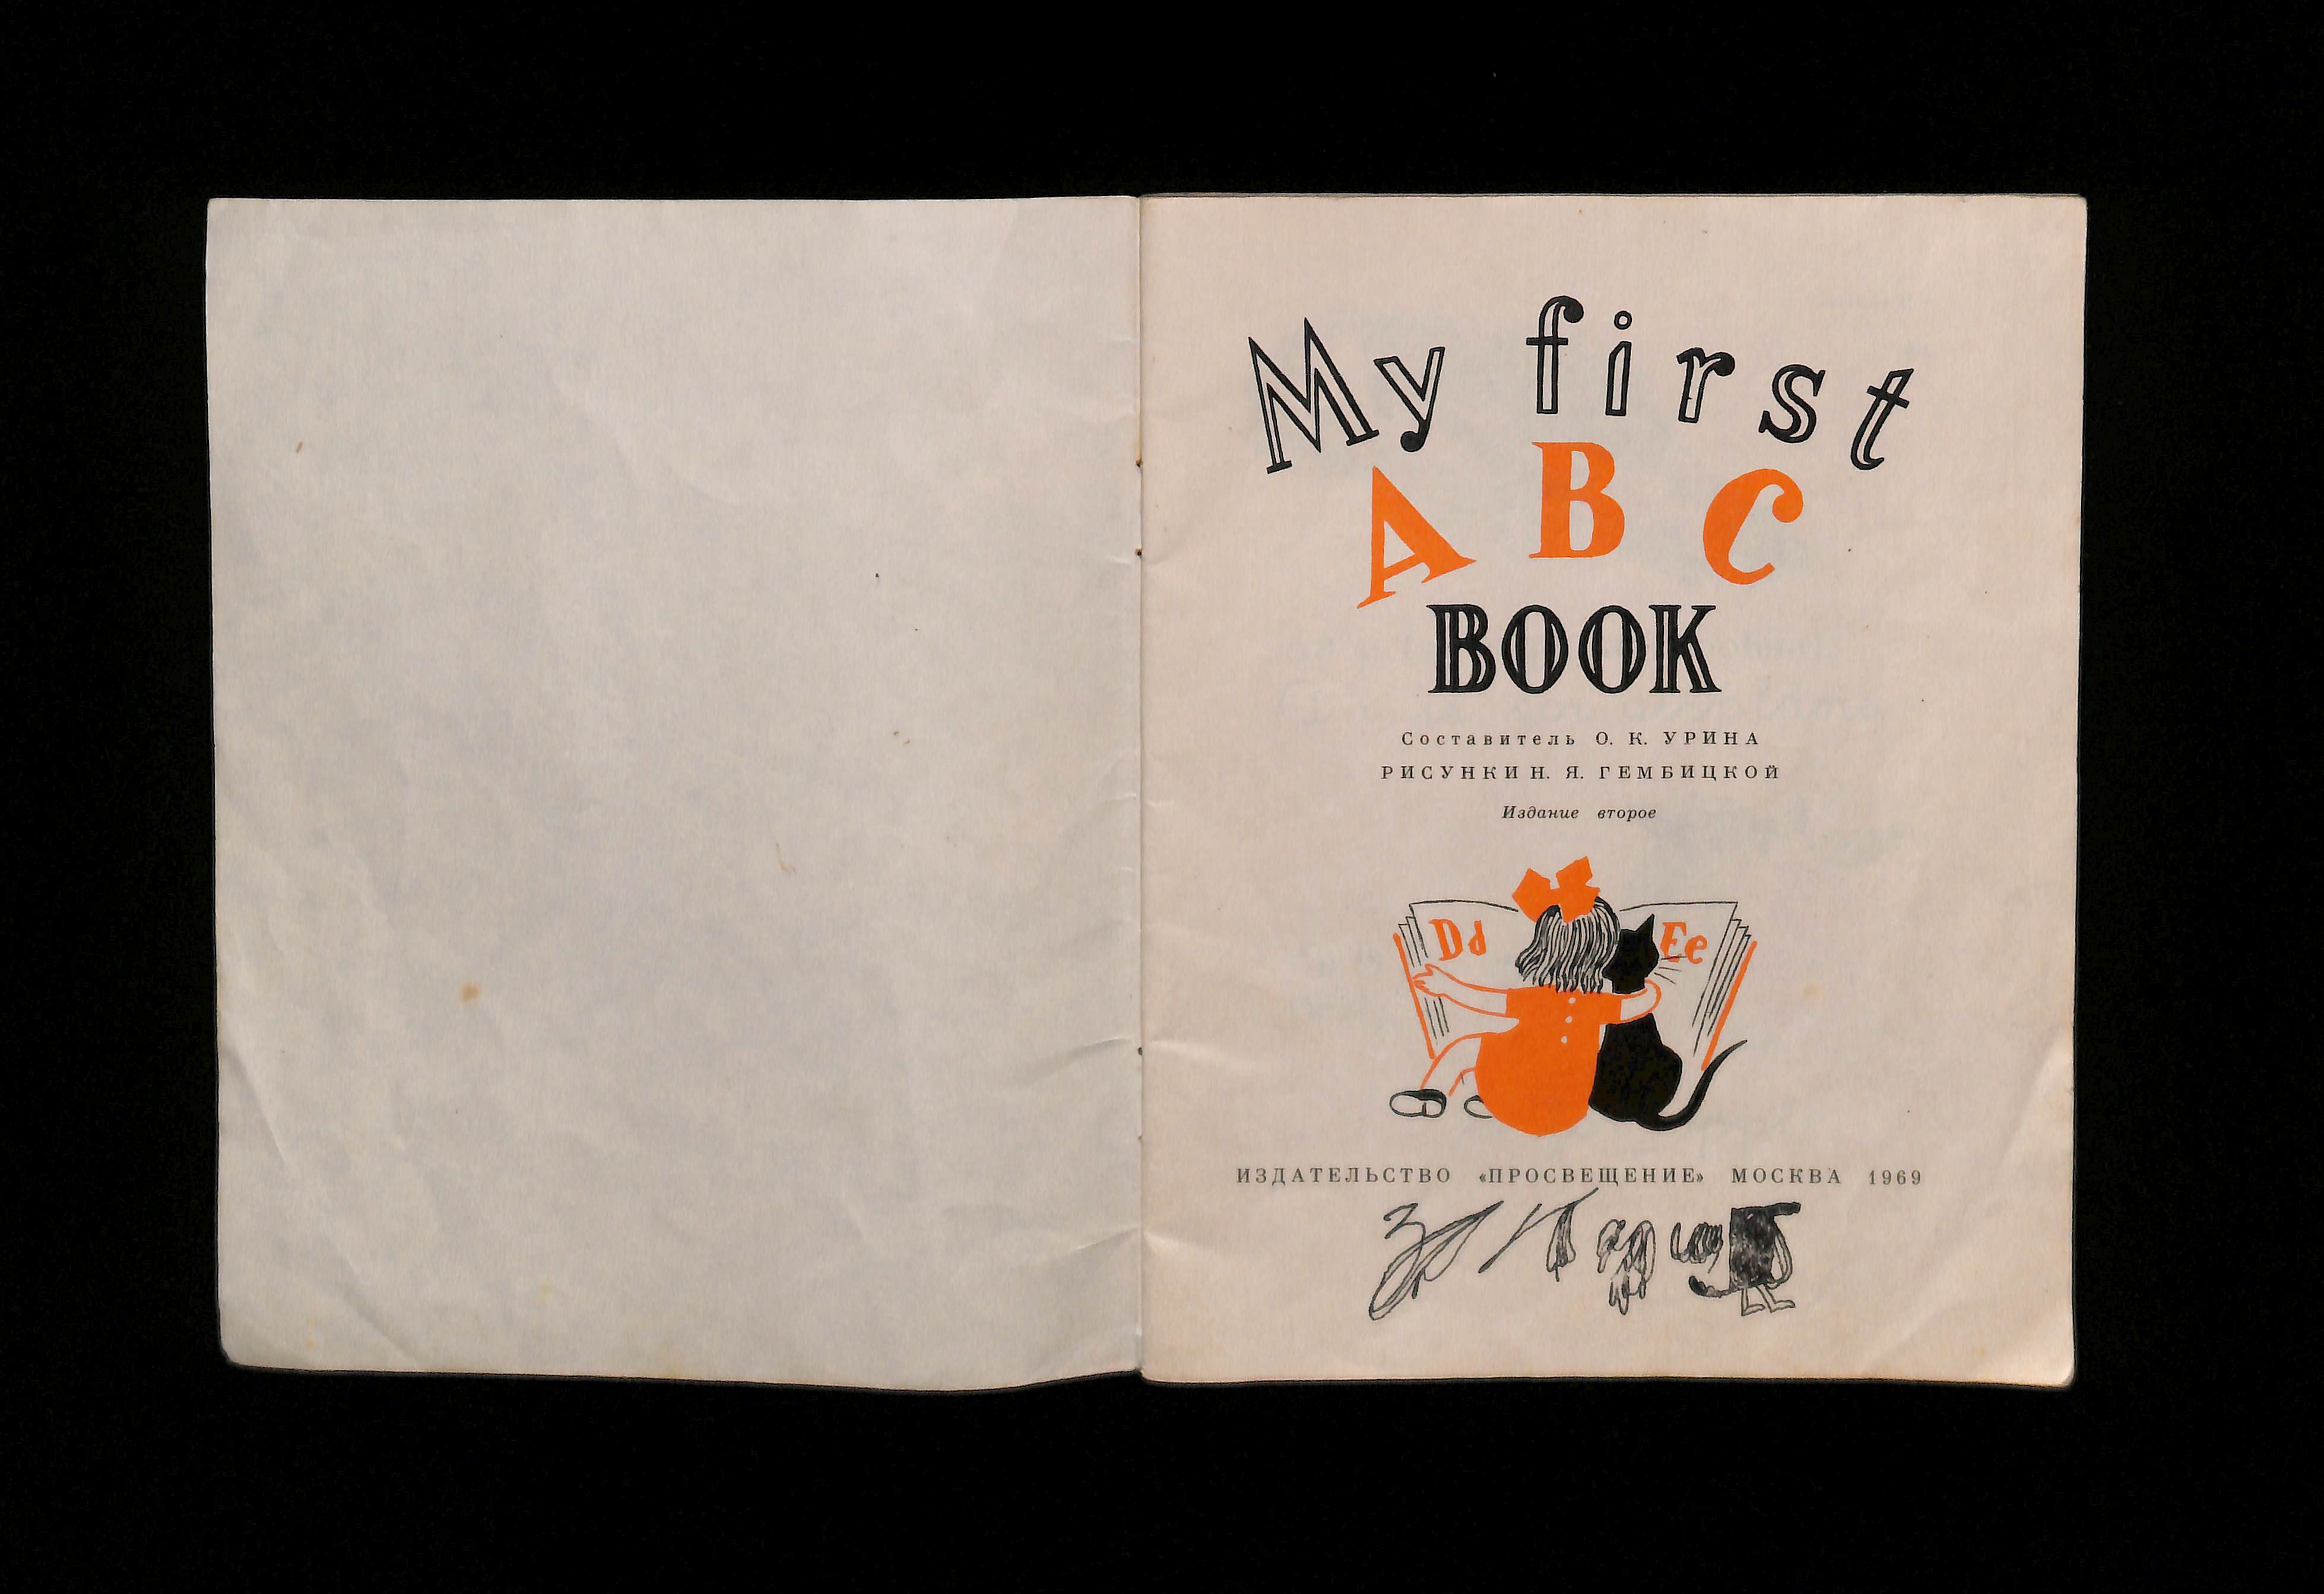 My first
A B C
BOOK
Составитель О. К. УРИНА
РИСУНКИ Н. Я. ГЕМБИЦКОЙ
Издание второе
Dd Ee
ИЗДАТЕЛЬСТВО «ПРОСВЕЩЕНИЕ» МОСКВА 1969